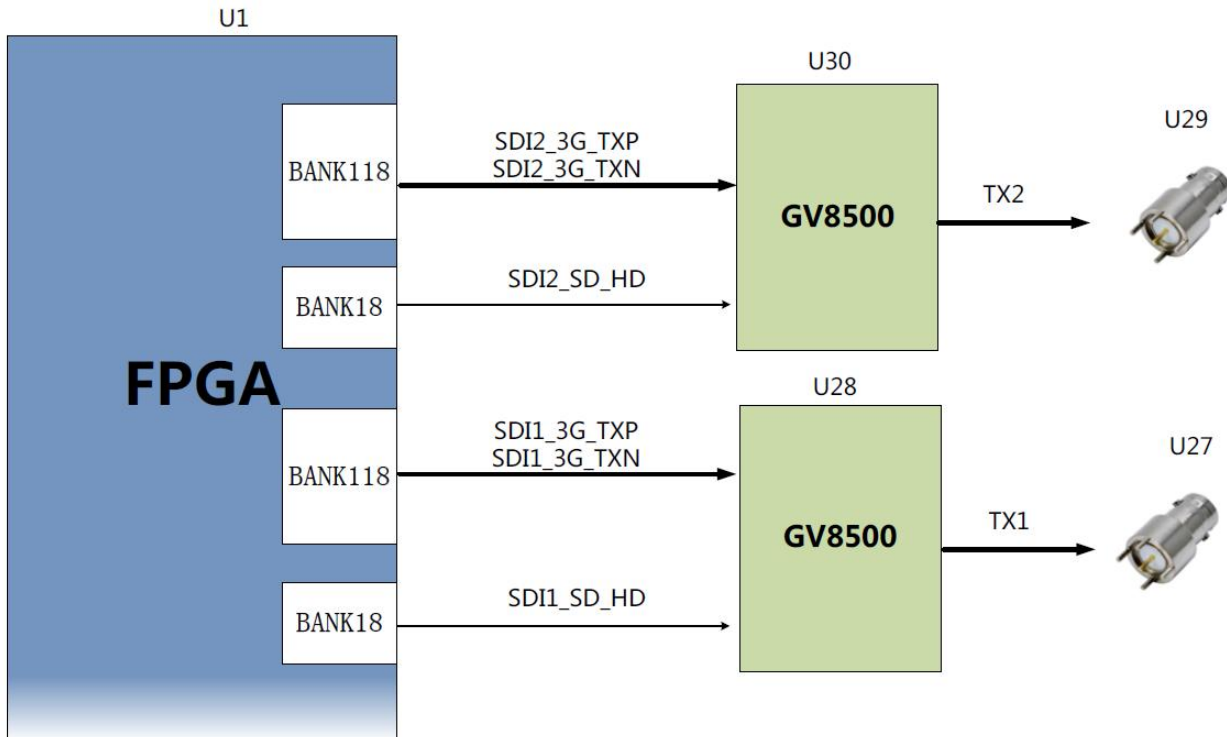 U1
U30
U29
BANK118
SDI2_3G_TXP
SDI2_3G_TXN
GV8500
TX2
BANK18
SDI2_SD_HD
FPGA
U28
U27
BANK118
SDI1_3G_TXP
SDI1_3G_TXN
GV8500
TX1
BANK18
SDI1_SD_HD